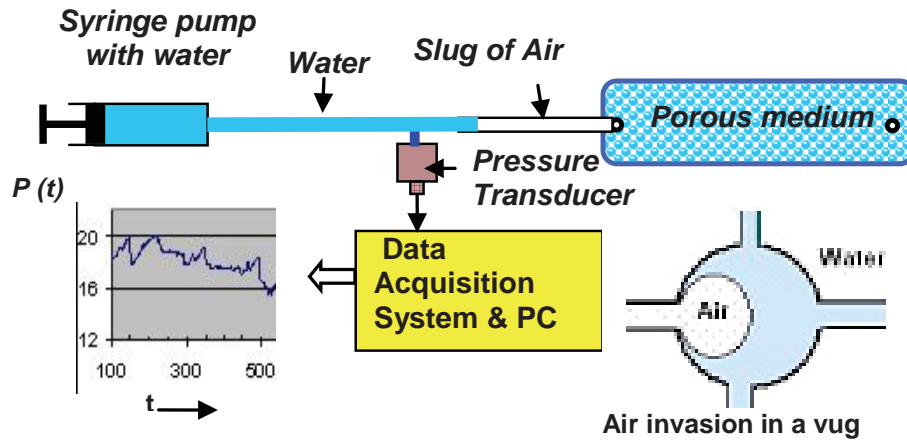 Syringe pump
with water
Water
Slug of Air
Porous medium
Pressure
Transducer
P (t)
20
16
12
100
300
500
t
Data
Acquisition
System & PC
Water
Air
Air invasion in a vug